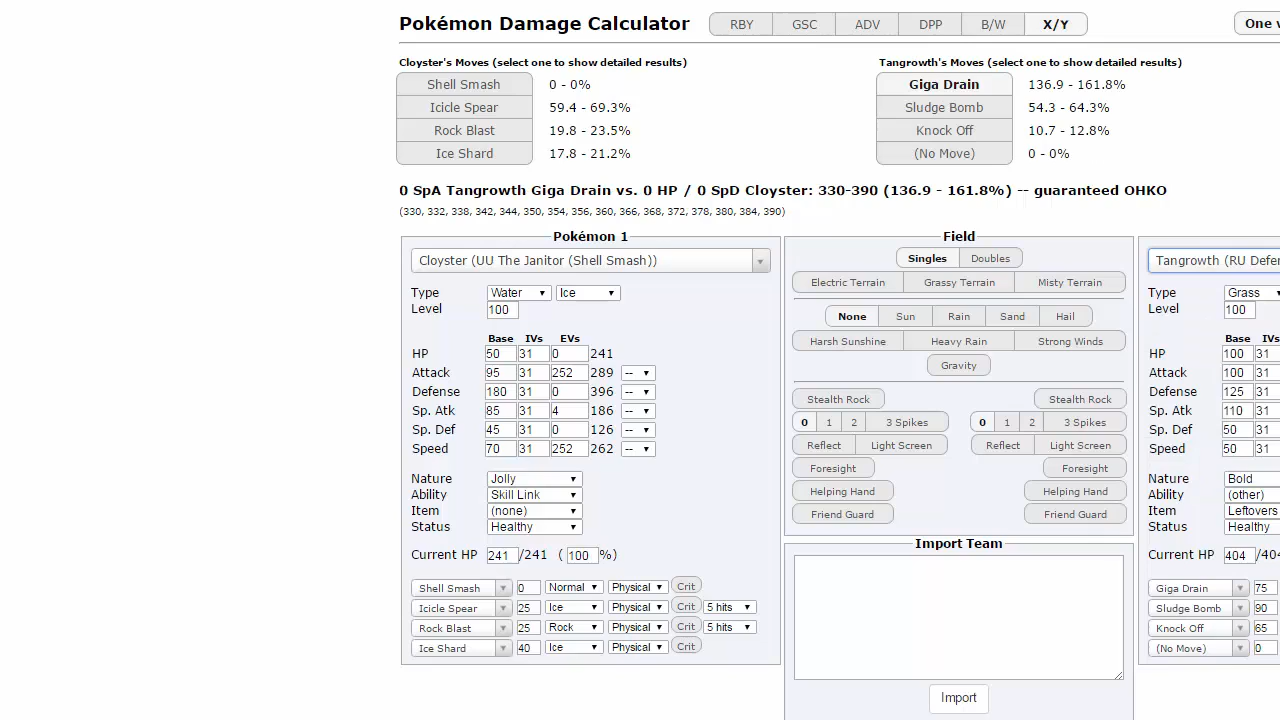 Pokémon Damage Calculator RBY GSC ADV DPP B/W X/Y One v
Cloyster's Moves (select one to show detailed results)
Shell Smash 0 - 0%
Icicle Spear 59.4 - 69.3%
Rock Blast 19.8 - 23.5%
Ice Shard 17.8 - 21.2%
Tangrowth's Moves (select one to show detailed results)
Giga Drain 136.9 - 161.8%
Sludge Bomb 54.3 - 64.3%
Knock Off 10.7 - 12.8%
(No Move) 0 - 0%
0 SpA Tangrowth Giga Drain vs. 0 HP / 0 SpD Cloyster: 330-390 (136.9 - 161.8%) -- guaranteed OHKO
(330, 332, 338, 342, 344, 350, 354, 356, 360, 366, 368, 372, 378, 380, 384, 390)
Pokémon 1
Cloyster (UU The Janitor (Shell Smash))
Type Water Ice
Level 100
Base IVs EVs
HP 50 31 0 241
Attack 95 31 252 289 --
Defense 180 31 0 396 --
Sp. Atk 85 31 4 186 --
Sp. Def 45 31 0 126 --
Speed 70 31 252 262 --
Nature Jolly
Ability Skill Link
Item (none)
Status Healthy
Current HP 241 /241 ( 100 %)
Shell Smash 0 Normal Physical Crit
Icicle Spear 25 Ice Physical Crit 5 hits
Rock Blast 25 Rock Physical Crit 5 hits
Ice Shard 40 Ice Physical Crit
Field
Singles Doubles
Electric Terrain Grassy Terrain Misty Terrain
None Sun Rain Sand Hail
Harsh Sunshine Heavy Rain Strong Winds
Gravity
Stealth Rock Stealth Rock
0 1 2 3 Spikes 0 1 2 3 Spikes
Reflect Light Screen Reflect Light Screen
Foresight Foresight
Helping Hand Helping Hand
Friend Guard Friend Guard
Import Team
Import
Tangrowth (RU Defer
Type Grass
Level 100
Base IVs
HP 100 31
Attack 100 31
Defense 125 31
Sp. Atk 110 31
Sp. Def 50 31
Speed 50 31
Nature Bold
Ability (other)
Item Leftovers
Status Healthy
Current HP 404 /404
Giga Drain 75
Sludge Bomb 90
Knock Off 65
(No Move) 0